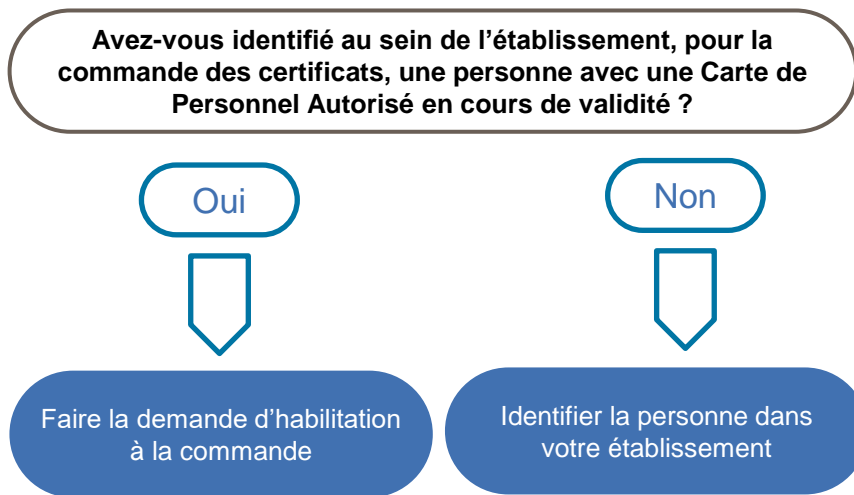 Avez-vous identifié au sein de l’établissement, pour la
commande des certificats, une personne avec une Carte de
Personnel Autorisé en cours de validité ?
Oui
Non
Faire la demande d’habilitation
à la commande
Identifier la personne dans
votre établissement